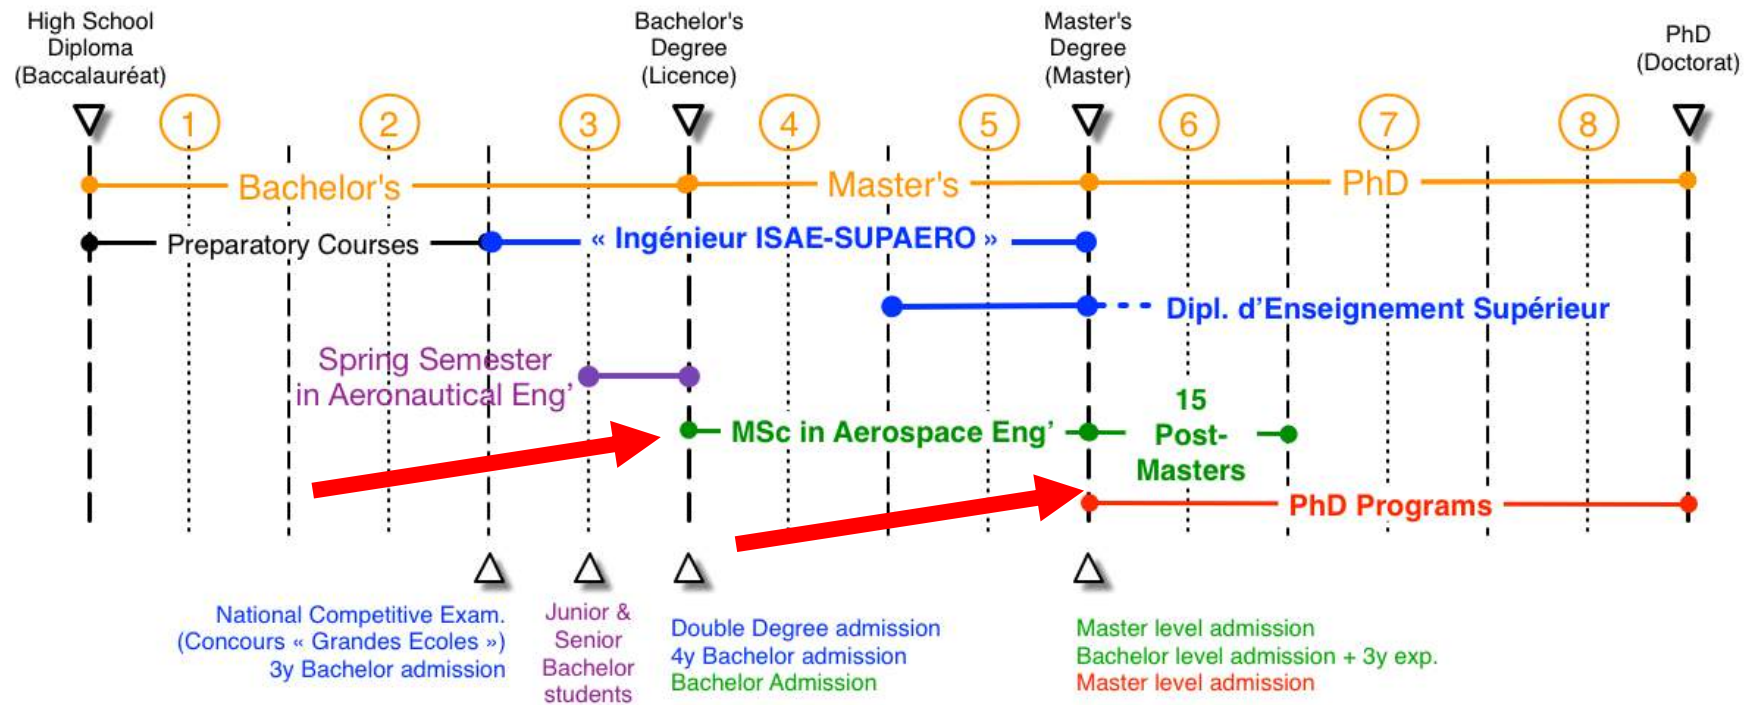 High School
Diploma
(Baccalauréat)
Bachelor's
Degree
(Licence)
Master's
Degree
(Master)
PhD
(Doctorat)
1
2
3
4
5
6
7
8
Bachelor's
Master's
PhD
Preparatory Courses
« Ingénieur ISAE-SUPAERO »
Dipl. d’Enseignement Supérieur
Spring Semester
in Aeronautical Eng’
MSc in Aerospace Eng’
15
Post-
Masters
PhD Programs
National Competitive Exam.
(Concours « Grandes Ecoles »)
3y Bachelor admission
Junior &
Senior
Bachelor
students
Double Degree admission
4y Bachelor admission
Bachelor Admission
Master level admission
Bachelor level admission + 3y exp.
Master level admission